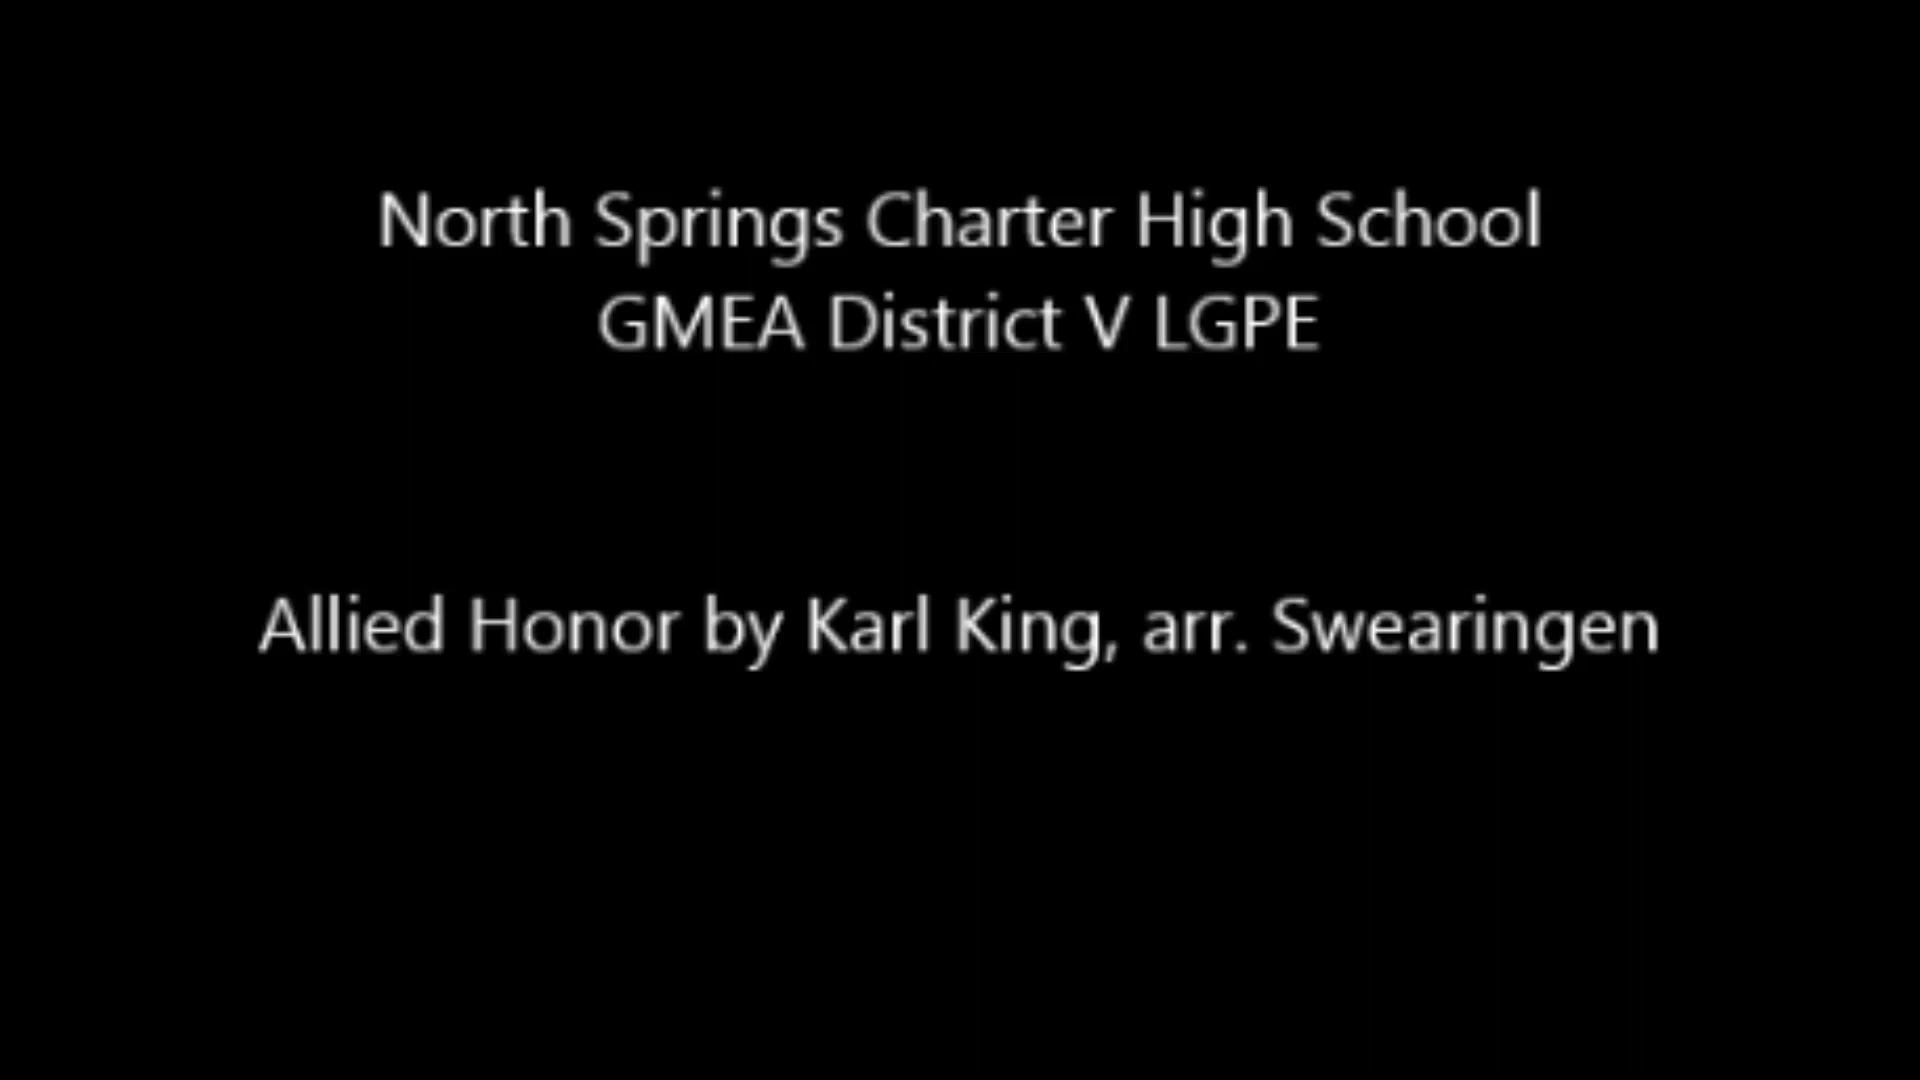 North Springs Charter High School
GMEA District V LGPE
Allied Honor by Karl King, arr. Swearingen